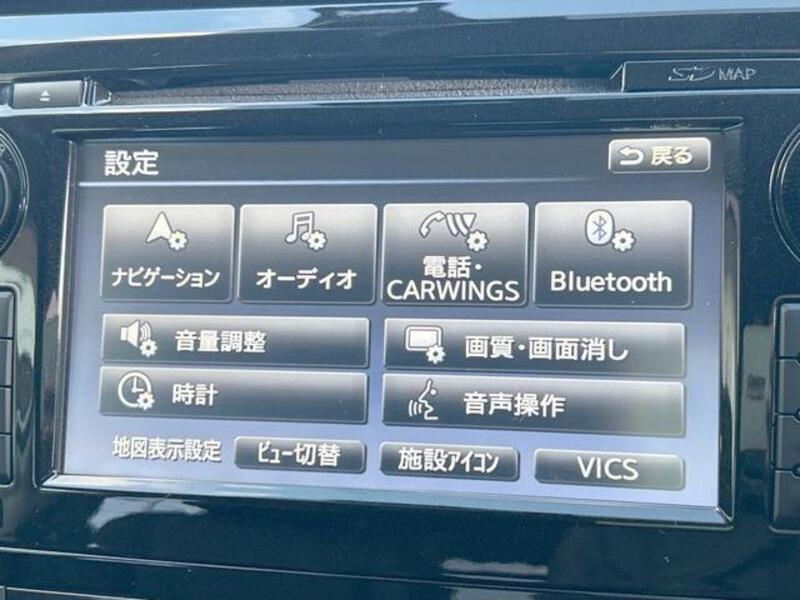 SD MAP
設定
戻る
ナビゲーション
オーディオ
電話・
CARWINGS
Bluetooth
音量調整
画質・画面消し
時計
音声操作
地図表示設定
ビュー切替
施設アイコン
VICS